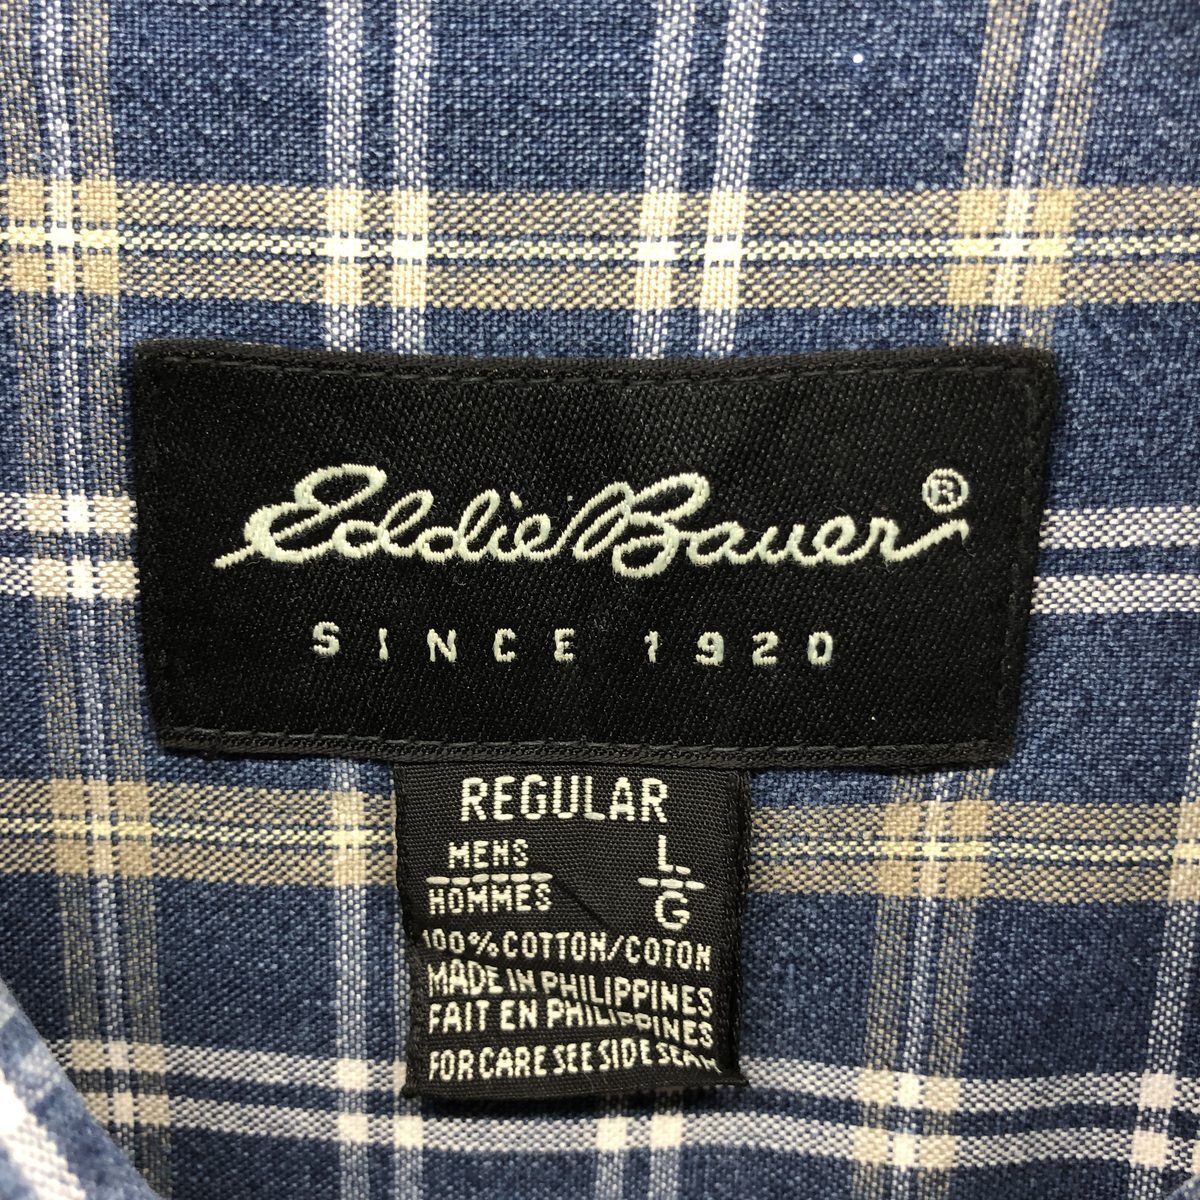 Eddie Bauer®
SINCE 1920
REGULAR
MENS L
HOMMES G
100% COTTON/COTON
MADE IN PHILIPPINES
FAIT EN PHILIPPINES
FOR CARE SEE SIDE SEAM